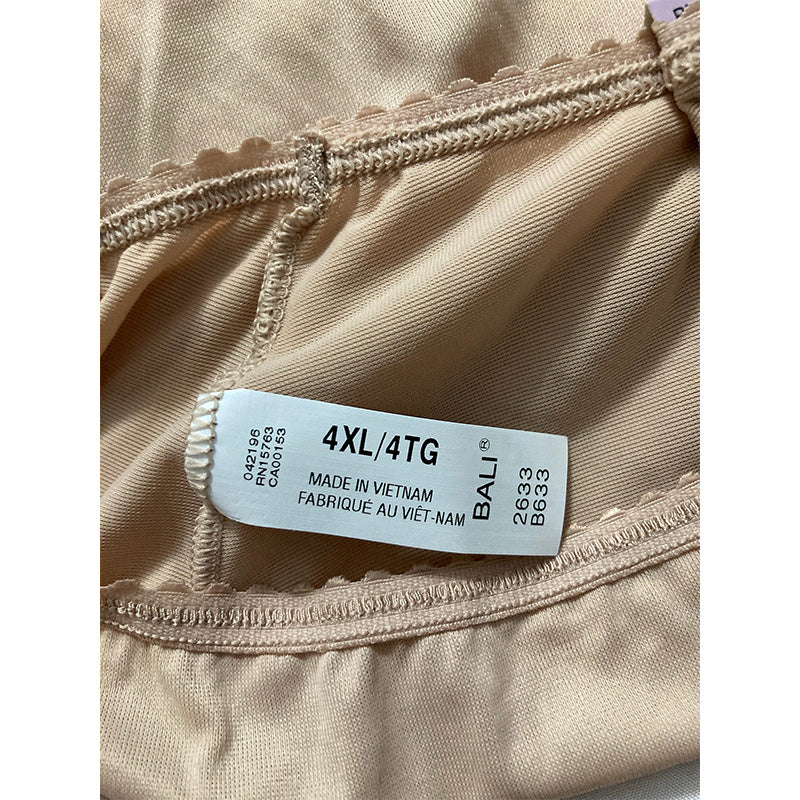 042196
RN15763
CA00153
4XL/4TG
MADE IN VIETNAM
FABRIQUÉ AU VIÊT-NAM
BALI®
2633
B633